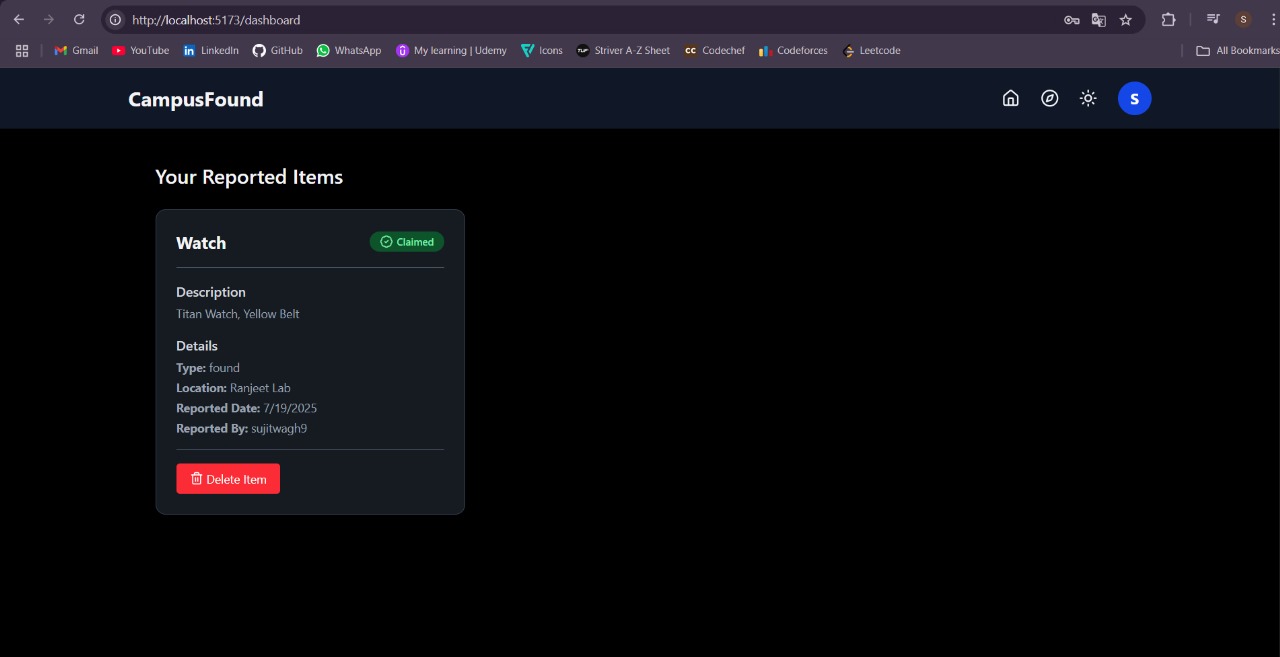 http://localhost:5173/dashboard
S
Gmail YouTube LinkedIn GitHub WhatsApp My learning | Udemy Icons TUF Striver A-Z Sheet CC Codechef Codeforces Leetcode All Bookmarks
CampusFound S
Your Reported Items
Watch Claimed
Description
Titan Watch, Yellow Belt
Details
Type: found
Location: Ranjeet Lab
Reported Date: 7/19/2025
Reported By: sujitwagh9
Delete Item